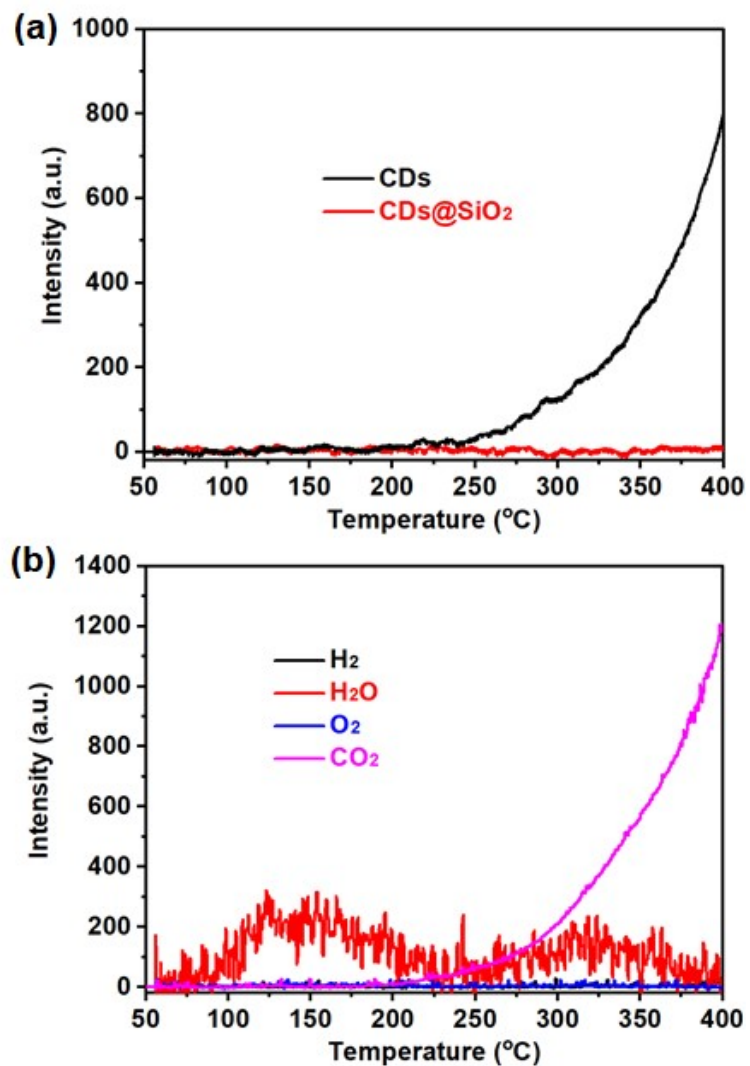 (a)
1000
800
600
400
200
0
Intensity (a.u.)
CDs
CDs@SiO₂
50 100 150 200 250 300 350 400
Temperature (°C)
(b)
1400
1200
1000
800
600
400
200
0
Intensity (a.u.)
H₂
H₂O
O₂
CO₂
50 100 150 200 250 300 350 400
Temperature (°C)